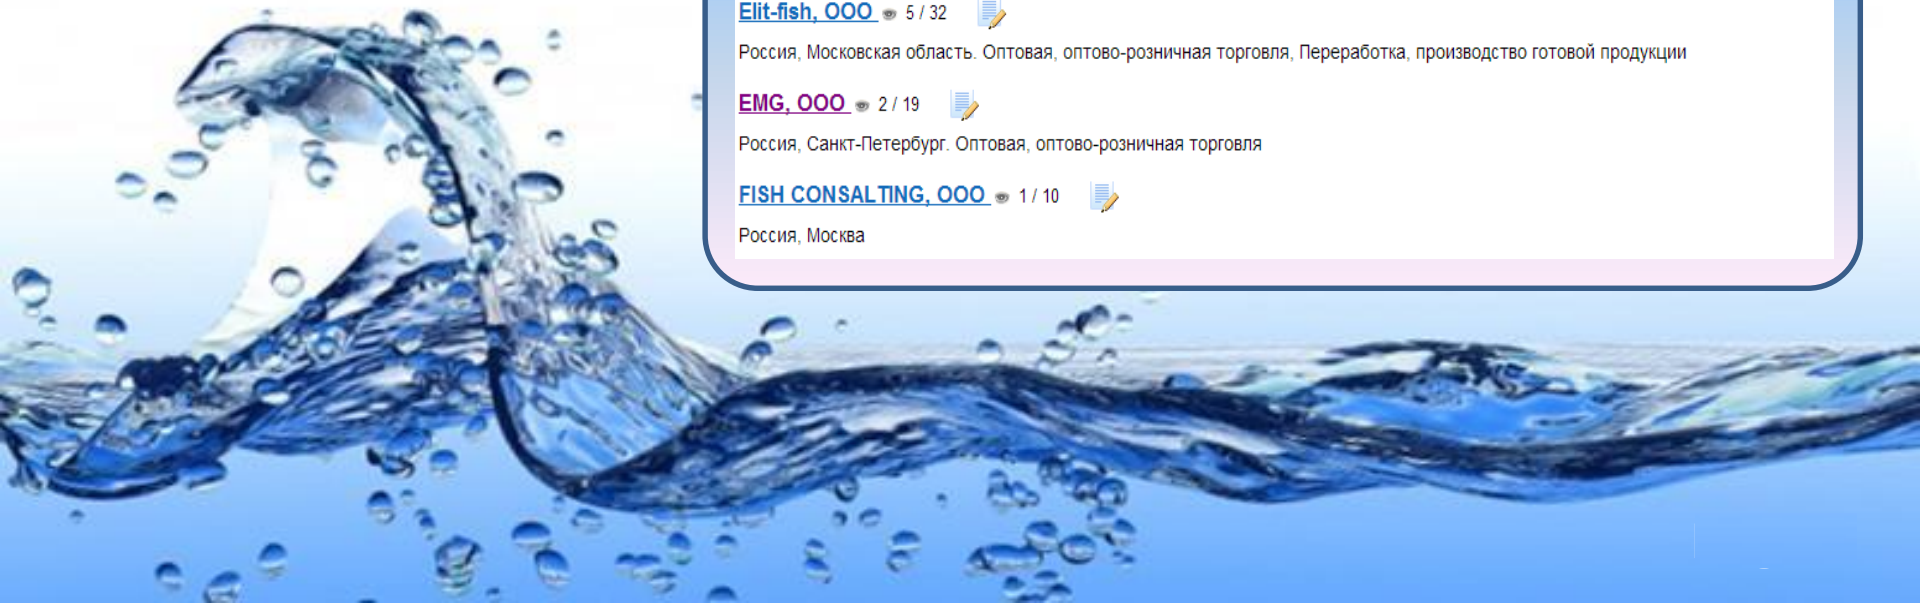 Elit-fish, ООО 5 / 32
Россия, Московская область. Оптовая, оптово-розничная торговля, Переработка, производство готовой продукции
EMG, ООО 2 / 19
Россия, Санкт-Петербург. Оптовая, оптово-розничная торговля
FISH CONSALTING, ООО 1 / 10
Россия, Москва